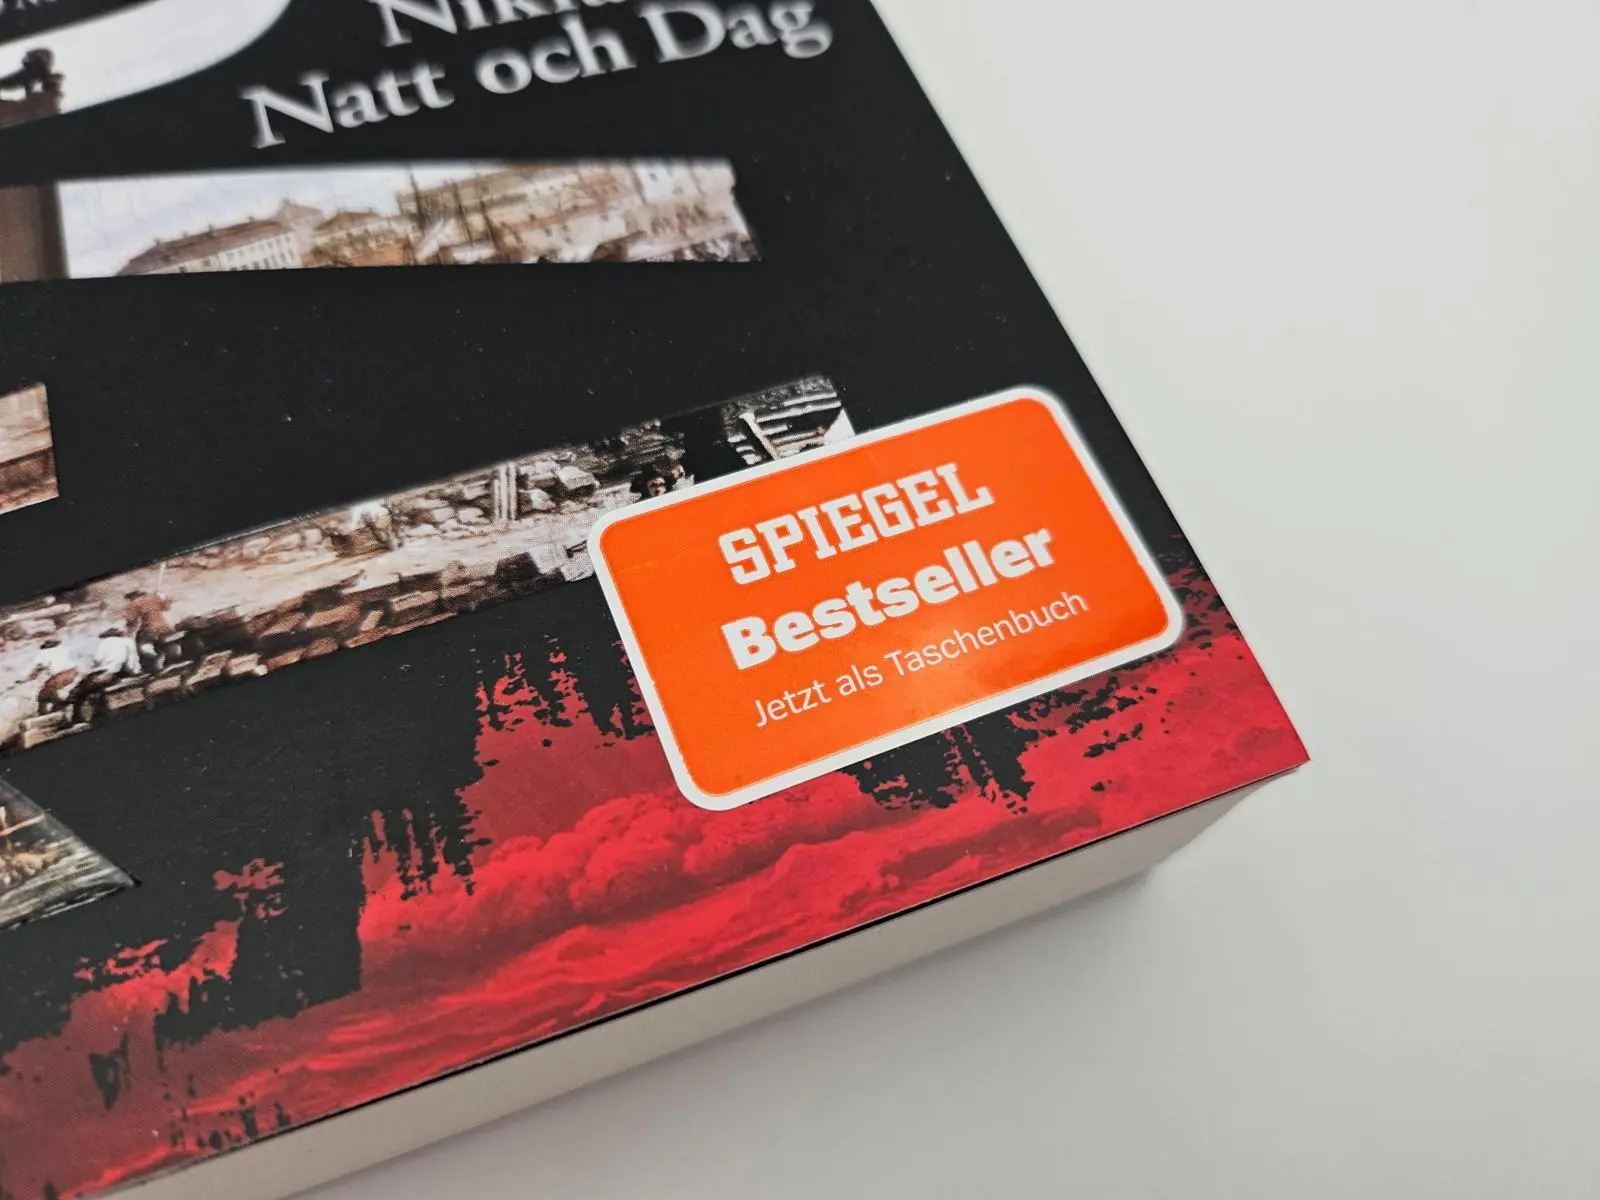 Natt och Dag
SPIEGEL
Bestseller
Jetzt als Taschenbuch